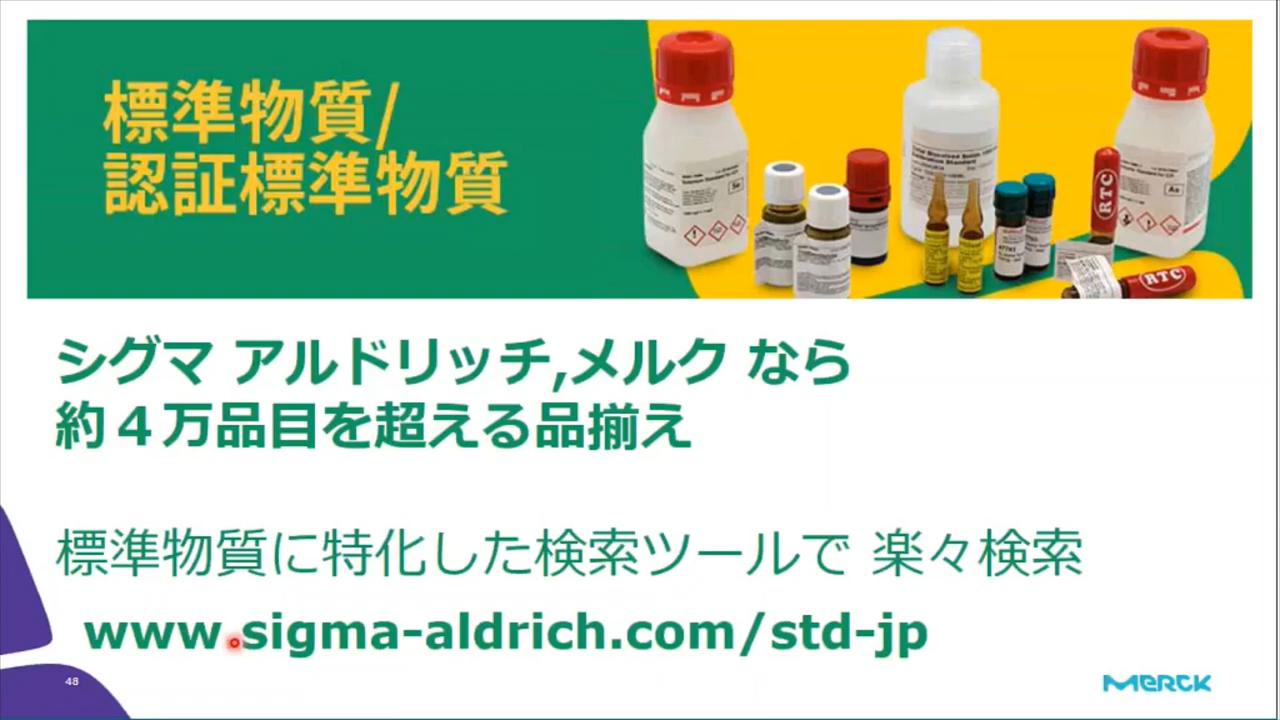 標準物質/
認証標準物質
Se
As
RTC
RTC
シグマ アルドリッチ,メルク なら
約４万品目を超える品揃え
標準物質に特化した検索ツールで 楽々検索
www.sigma-aldrich.com/std-jp
48
MERCK